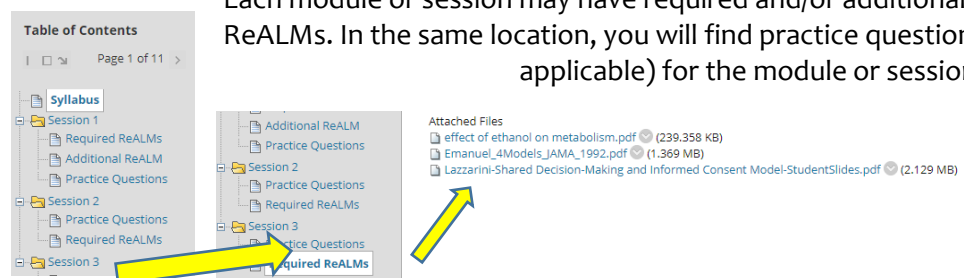 Each module or session may have required and/or additional
ReALMs. In the same location, you will find practice question
applicable) for the module or session
Table of Contents
Page 1 of 11 >
Syllabus
Session 1
Required ReALMs
Additional ReALM
Practice Questions
Session 2
Practice Questions
Required ReALMs
Session 3
Additional ReALM
Practice Questions
Session 2
Practice Questions
Required ReALMs
Session 3
Practice Questions
Required ReALMs
Attached Files
effect of ethanol on metabolism.pdf (239.358 KB)
Emanuel_4Models_JAMA_1992.pdf (1.369 MB)
Lazzarini-Shared Decision-Making and Informed Consent Model-StudentSlides.pdf (2.129 MB)